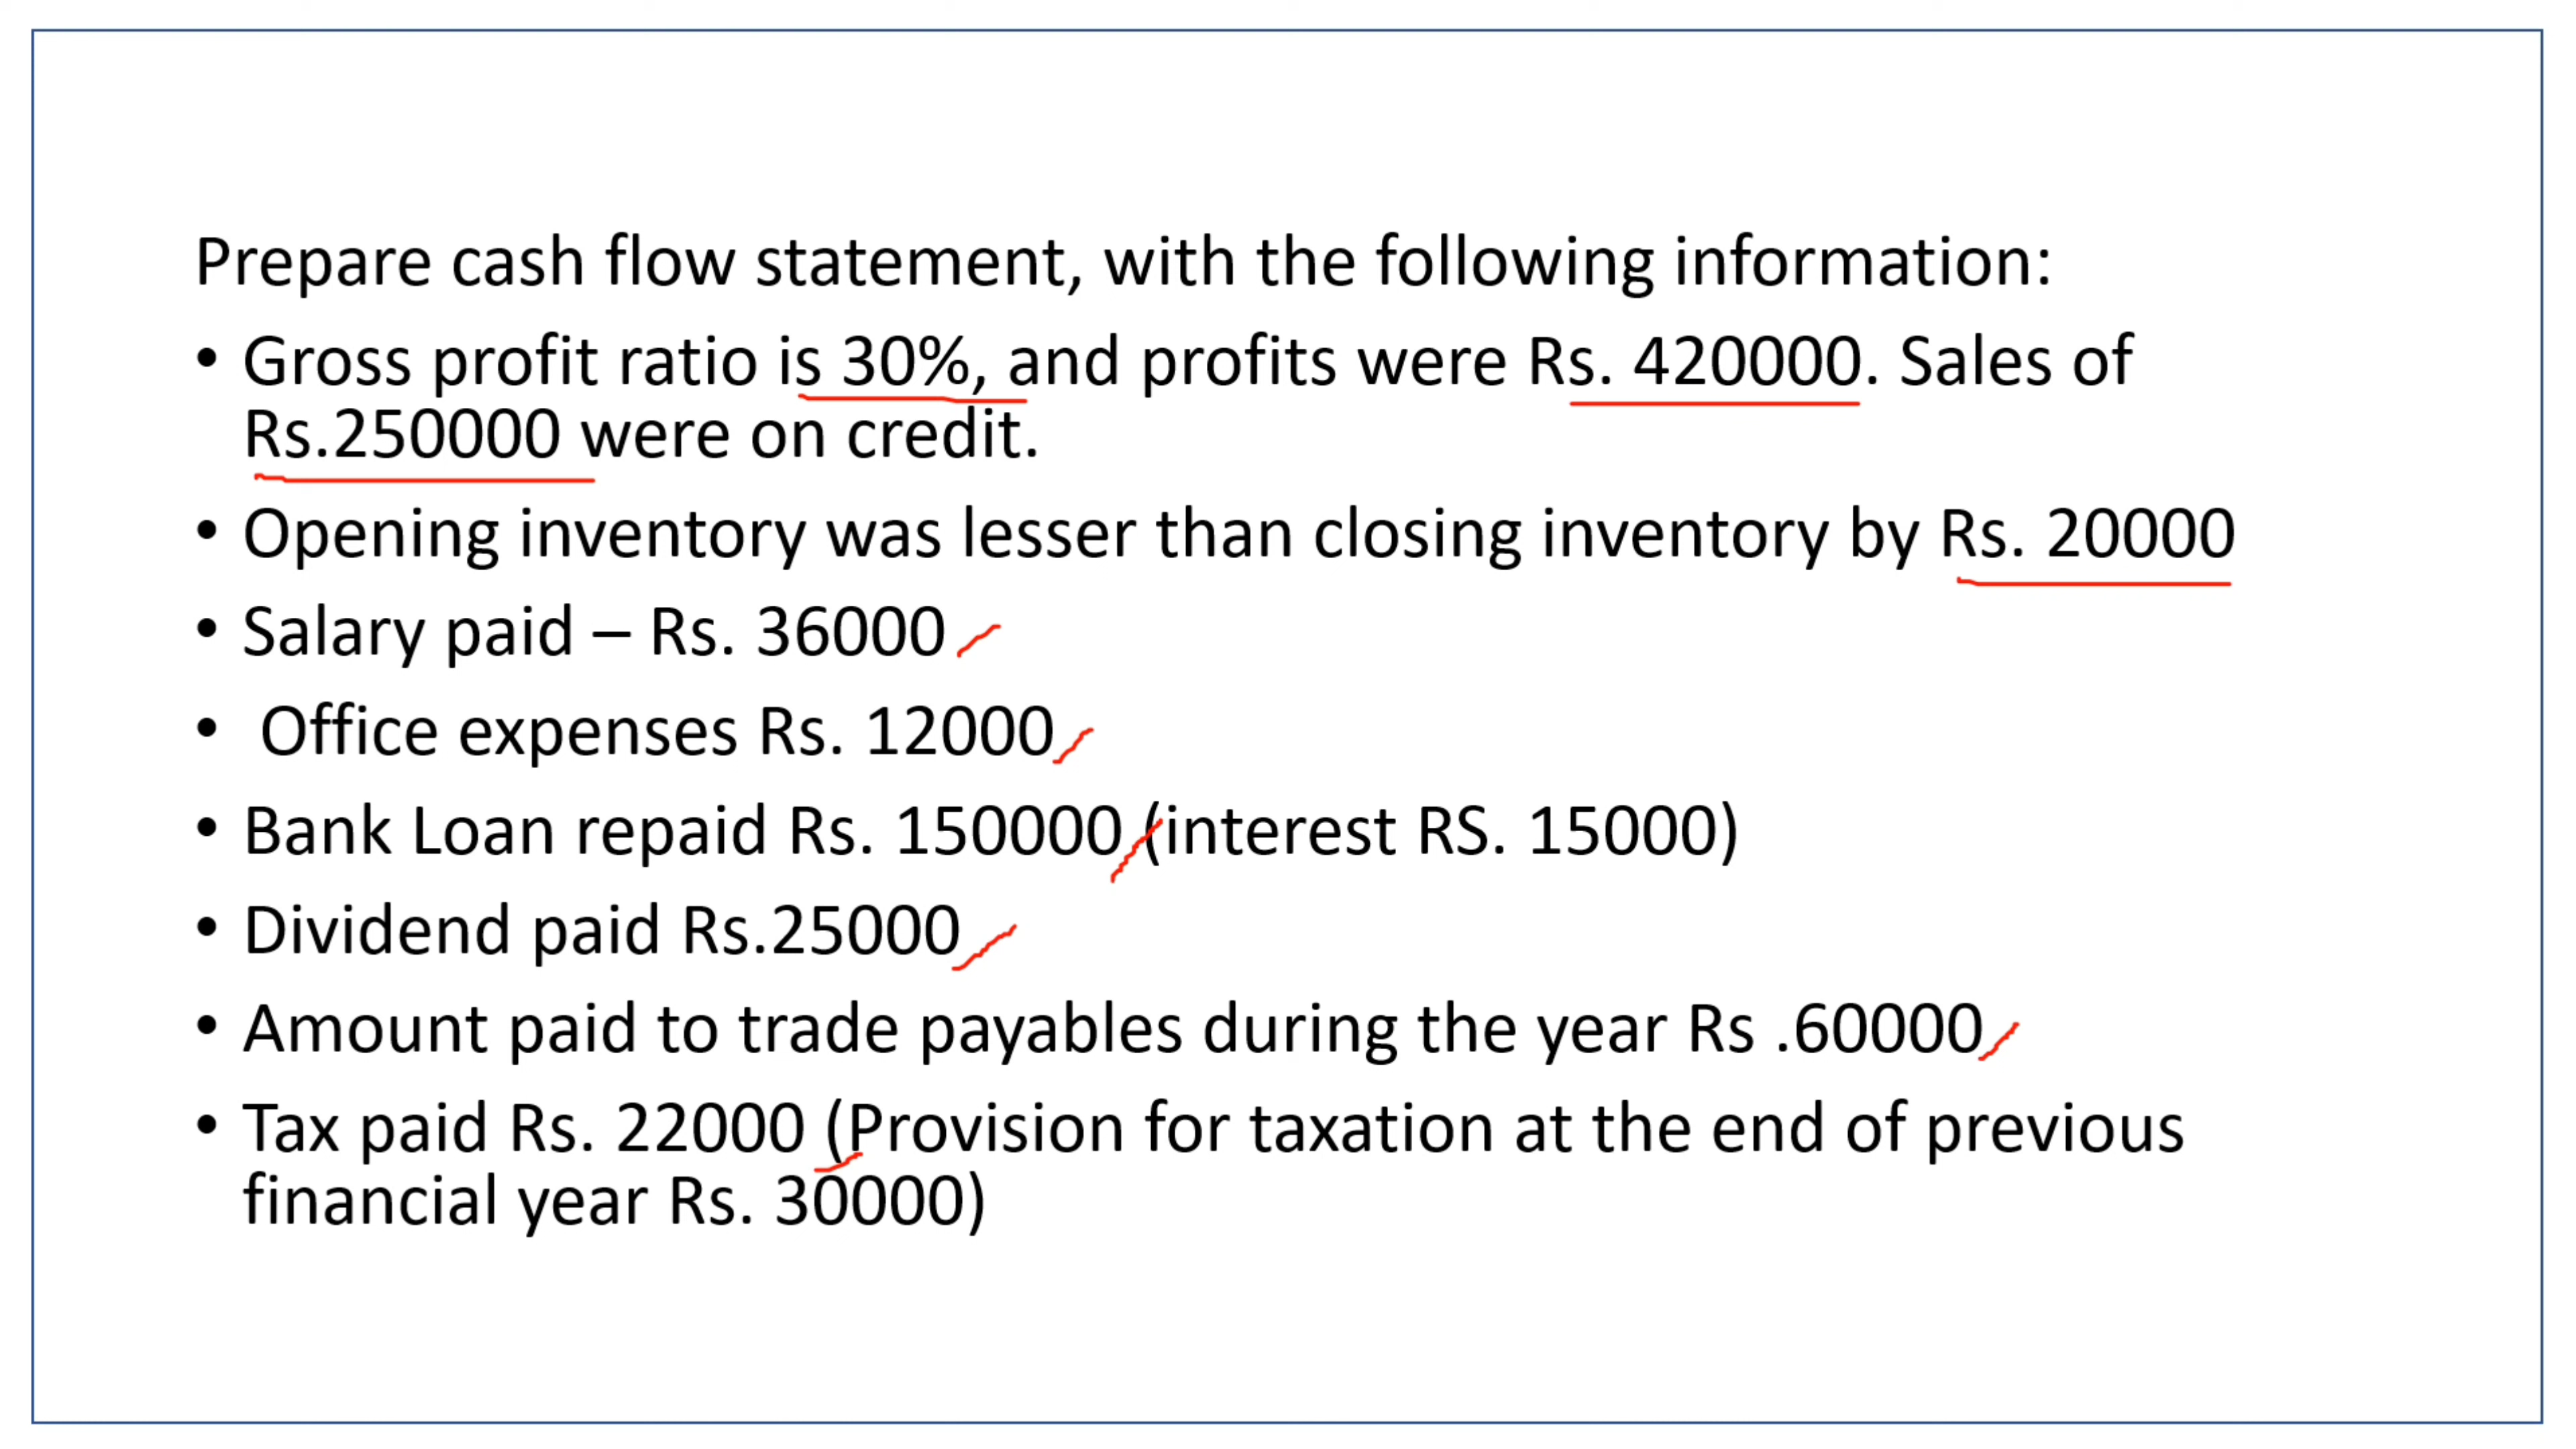 Prepare cash flow statement, with the following information:
• Gross profit ratio is 30%, and profits were Rs. 420000. Sales of
Rs.250000 were on credit.
• Opening inventory was lesser than closing inventory by Rs. 20000
• Salary paid – Rs. 36000
• Office expenses Rs. 12000
• Bank Loan repaid Rs. 150000 (interest RS. 15000)
• Dividend paid Rs.25000
• Amount paid to trade payables during the year Rs .60000
• Tax paid Rs. 22000 (Provision for taxation at the end of previous
financial year Rs. 30000)